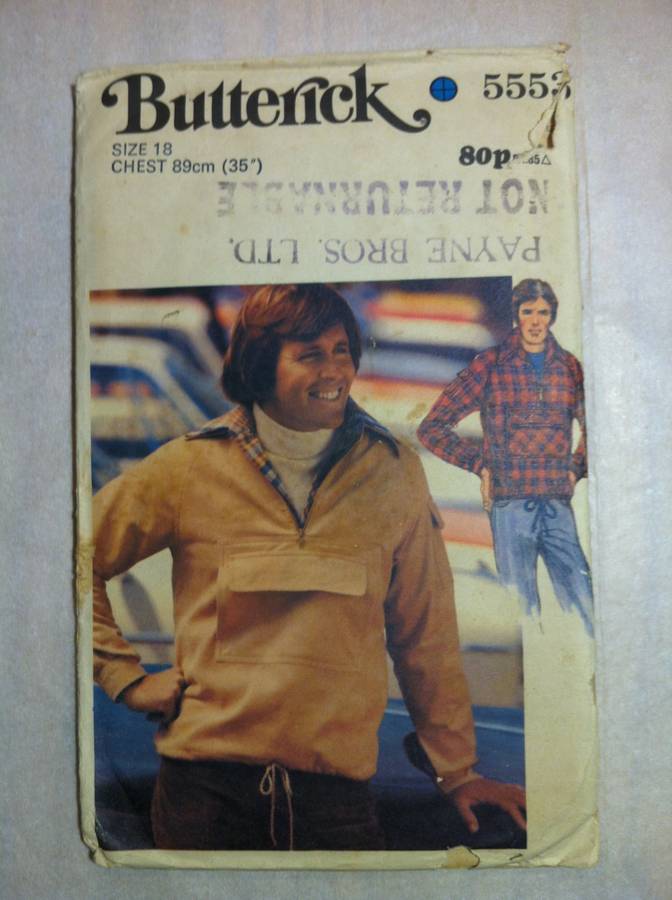 Butterick 5553
SIZE 18
CHEST 89cm (35")
80p
NOT RETURNABLE
PAYNE BROS. LTD.